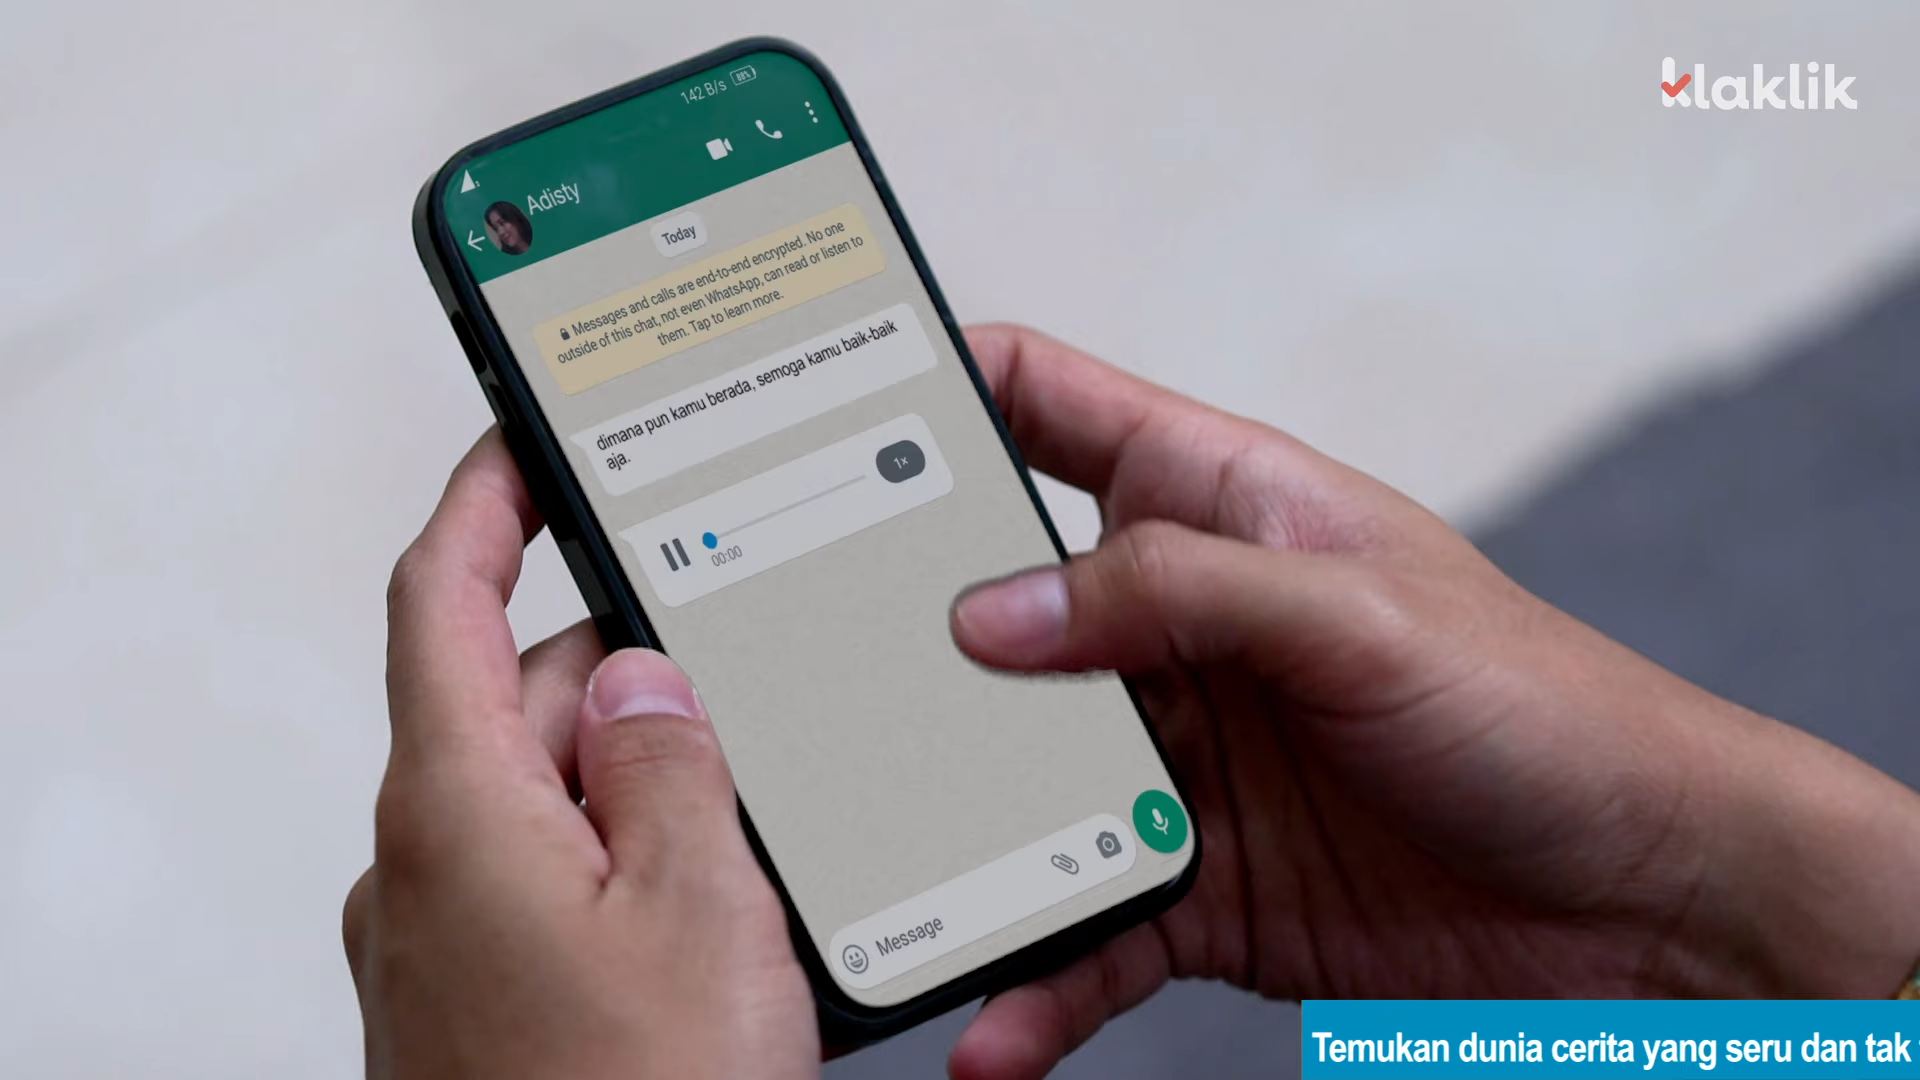 klaklik
142 B/s 88%
Adisty
Today
Messages and calls are end-to-end encrypted. No one
outside of this chat, not even WhatsApp, can read or listen to
them. Tap to learn more.
dimana pun kamu berada, semoga kamu baik-baik
aja.
1×
00:00
Message
Temukan dunia cerita yang seru dan tak